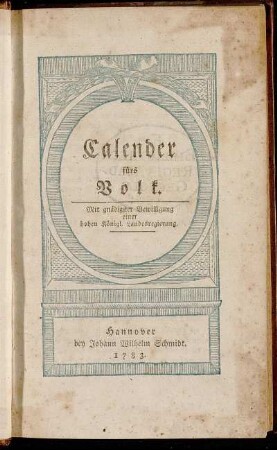 Calender
fürs
Volk.
Mit gnädigster Bewilligung
einer
hohen Königl. Landesregierung.
Hannover
bey Johann Wilhelm Schmidt.
1783.